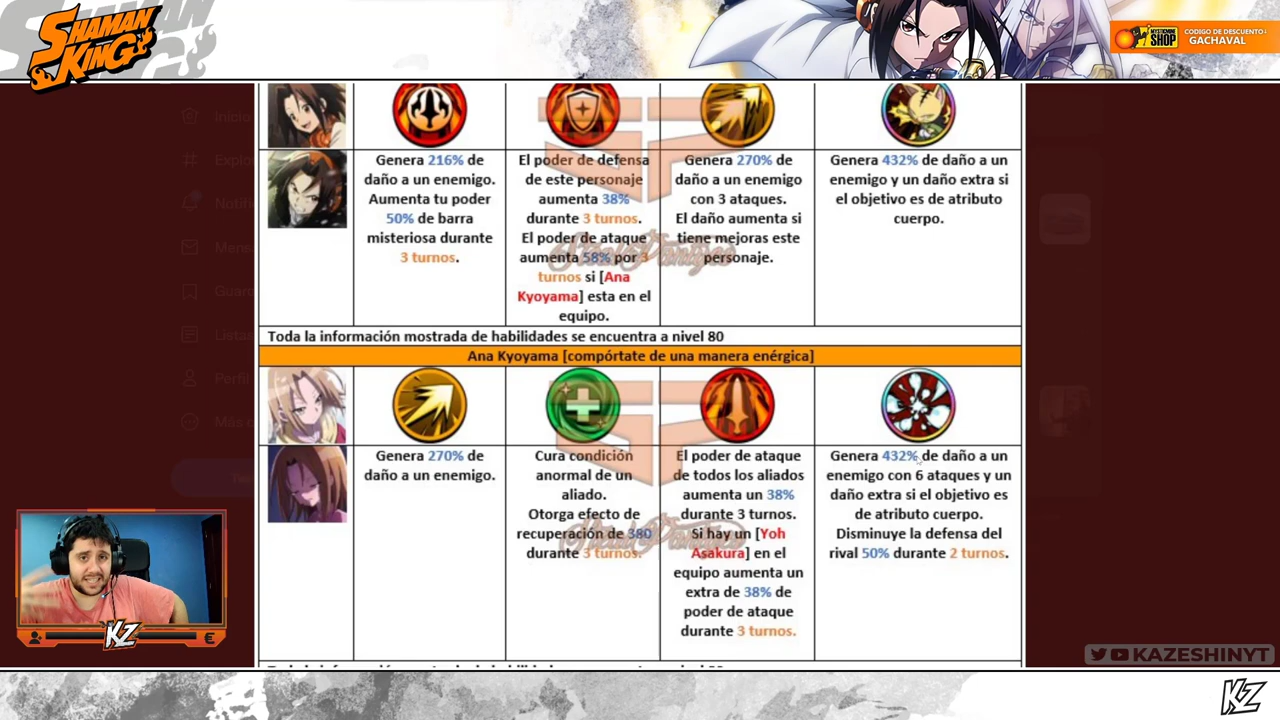 SHAMAN
KING
MYSTICMINE
SHOP
CODIGO DE DESCUENTO
GACHAVAL
Inicio
Genera 216% de
daño a un enemigo.
Aumenta tu poder
50% de barra
misteriosa durante
3 turnos.
El poder de defensa
de este personaje
aumenta 38%
durante 3 turnos.
El poder de ataque
aumenta 58% por 3
turnos si [Ana
Kyoyama] esta en el
equipo.
Genera 270% de
daño a un enemigo
con 3 ataques.
El daño aumenta si
tiene mejoras este
personaje.
Genera 432% de daño a un
enemigo y un daño extra si
el objetivo es de atributo
cuerpo.
Toda la información mostrada de habilidades se encuentra a nivel 80
Ana Kyoyama [compórtate de una manera enérgica]
Genera 270% de
daño a un enemigo.
Cura condición
anormal de un
aliado.
Otorga efecto de
recuperación de 380
durante 3 turnos.
El poder de ataque
de todos los aliados
aumenta un 38%
durante 3 turnos.
Si hay un [Yoh
Asakura] en el
equipo aumenta un
extra de 38% de
poder de ataque
durante 3 turnos.
Genera 432% de daño a un
enemigo con 6 ataques y un
daño extra si el objetivo es
de atributo cuerpo.
Disminuye la defensa del
rival 50% durante 2 turnos.
Listas
Perfil
KZ
€
KAZESHINYT
KZ